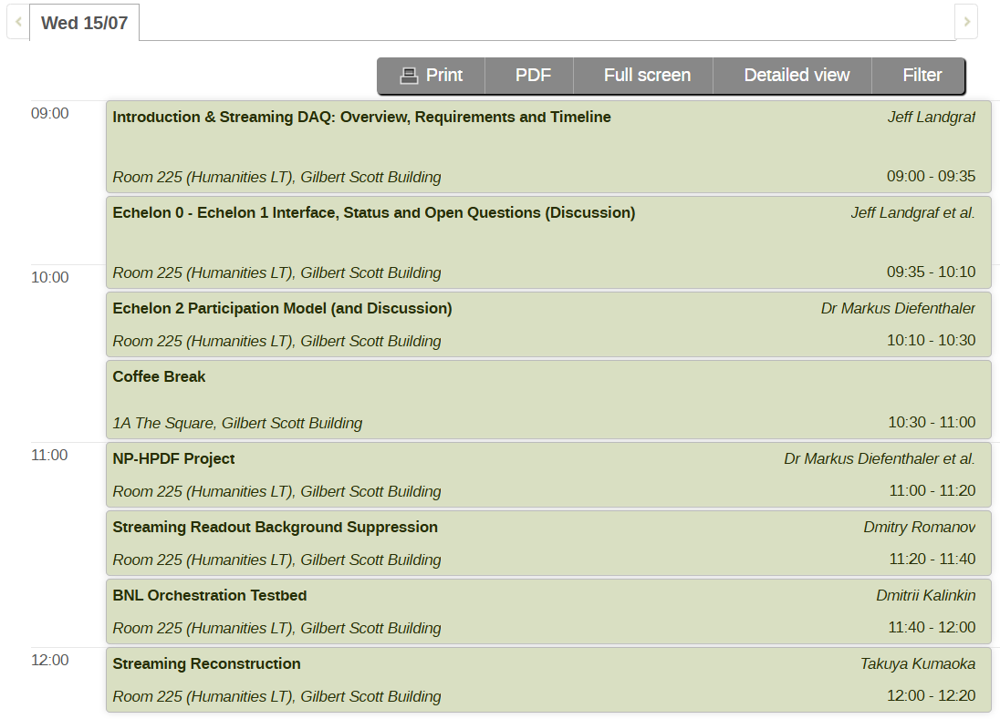 Wed 15/07
Print PDF Full screen Detailed view Filter
09:00
Introduction & Streaming DAQ: Overview, Requirements and Timeline Jeff Landgraf
Room 225 (Humanities LT), Gilbert Scott Building 09:00 - 09:35
Echelon 0 - Echelon 1 Interface, Status and Open Questions (Discussion) Jeff Landgraf et al.
Room 225 (Humanities LT), Gilbert Scott Building 09:35 - 10:10
10:00
Echelon 2 Participation Model (and Discussion) Dr Markus Diefenthaler
Room 225 (Humanities LT), Gilbert Scott Building 10:10 - 10:30
Coffee Break
1A The Square, Gilbert Scott Building 10:30 - 11:00
11:00
NP-HPDF Project Dr Markus Diefenthaler et al.
Room 225 (Humanities LT), Gilbert Scott Building 11:00 - 11:20
Streaming Readout Background Suppression Dmitry Romanov
Room 225 (Humanities LT), Gilbert Scott Building 11:20 - 11:40
BNL Orchestration Testbed Dmitrii Kalinkin
Room 225 (Humanities LT), Gilbert Scott Building 11:40 - 12:00
12:00
Streaming Reconstruction Takuya Kumaoka
Room 225 (Humanities LT), Gilbert Scott Building 12:00 - 12:20